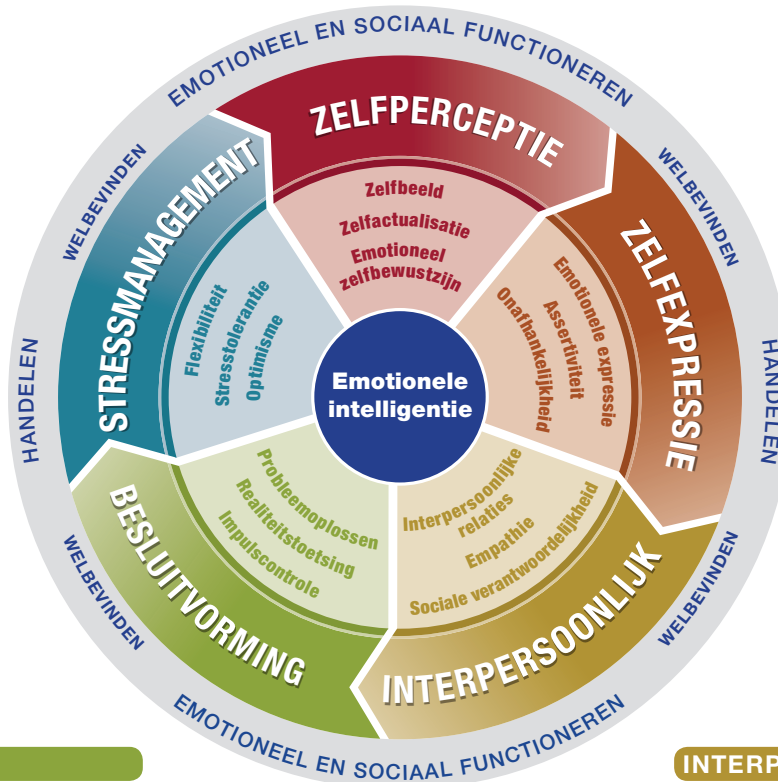 EMOTIONEEL EN SOCIAAL FUNCTIONEREN
WELBEVINDEN
HANDELEN
WELBEVINDEN
EMOTIONEEL EN SOCIAAL FUNCTIONEREN
WELBEVINDEN
HANDELEN
WELBEVINDEN
ZELFPERCEPTIE
Zelfbeeld
Zelfactualisatie
Emotioneel
zelfbewustzijn
ZELFEXPRESSIE
Emotionele expressie
Assertiviteit
Onafhankelijkheid
INTERPERSOONLIJK
Interpersoonlijke
relaties
Empathie
Sociale verantwoordelijkheid
BESLUITVORMING
Probleemoplossen
Realiteitstoetsing
Impulscontrole
STRESSMANAGEMENT
Flexibiliteit
Stresstolerantie
Optimisme
Emotionele
intelligentie
INTERP